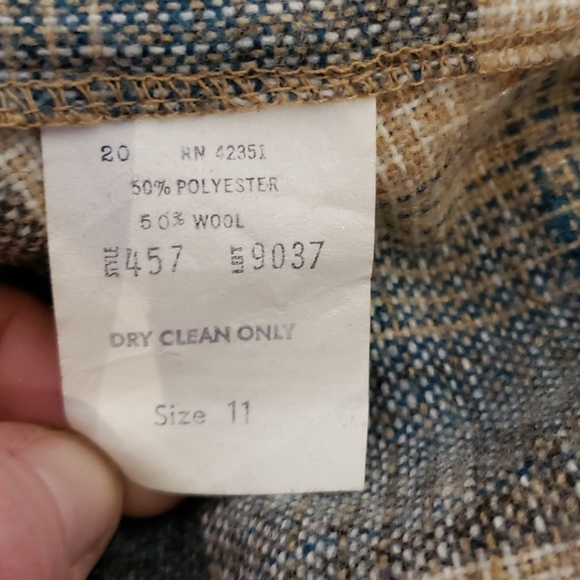 20 RN 42351
50% POLYESTER
50% WOOL
STYLE 457 LOT 9037
DRY CLEAN ONLY
Size 11